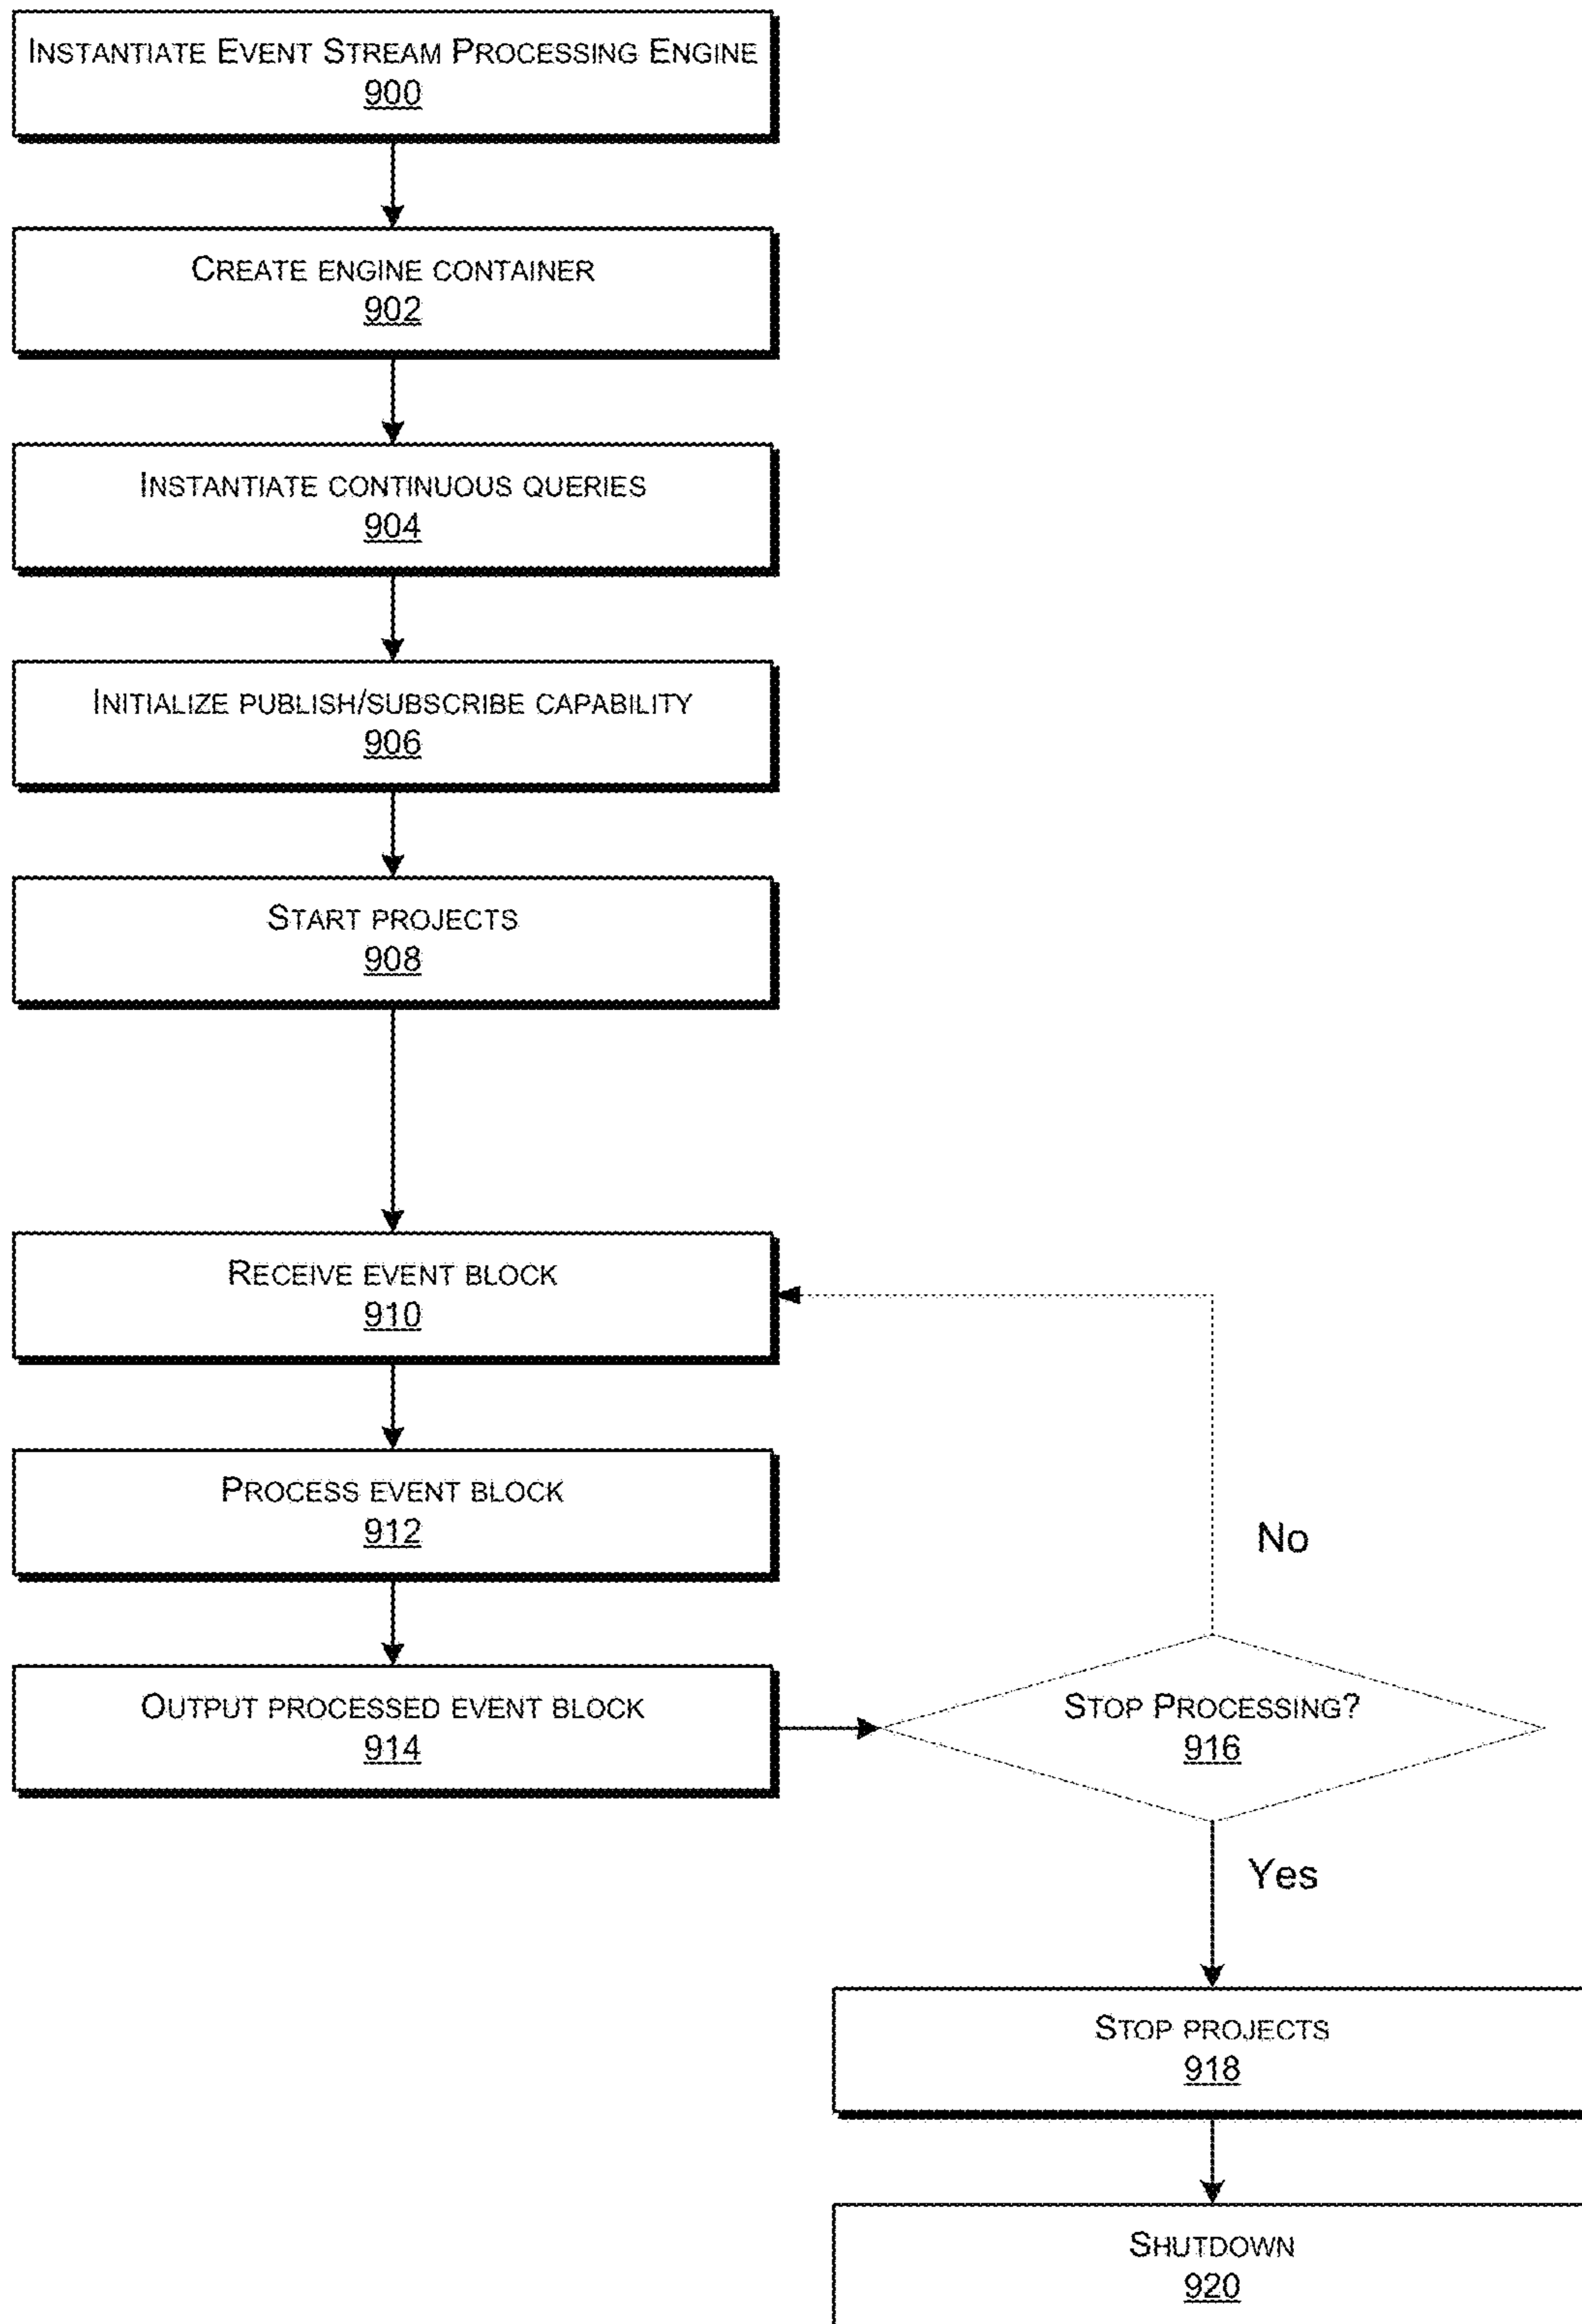 INSTANTIATE EVENT STREAM PROCESSING ENGINE
900
CREATE ENGINE CONTAINER
902
INSTANTIATE CONTINUOUS QUERIES
904
INITIALIZE PUBLISH/SUBSCRIBE CAPABILITY
906
START PROJECTS
908
RECEIVE EVENT BLOCK
910
PROCESS EVENT BLOCK
912
No
OUTPUT PROCESSED EVENT BLOCK
914
STOP PROCESSING?
916
Yes
STOP PROJECTS
918
SHUTDOWN
920